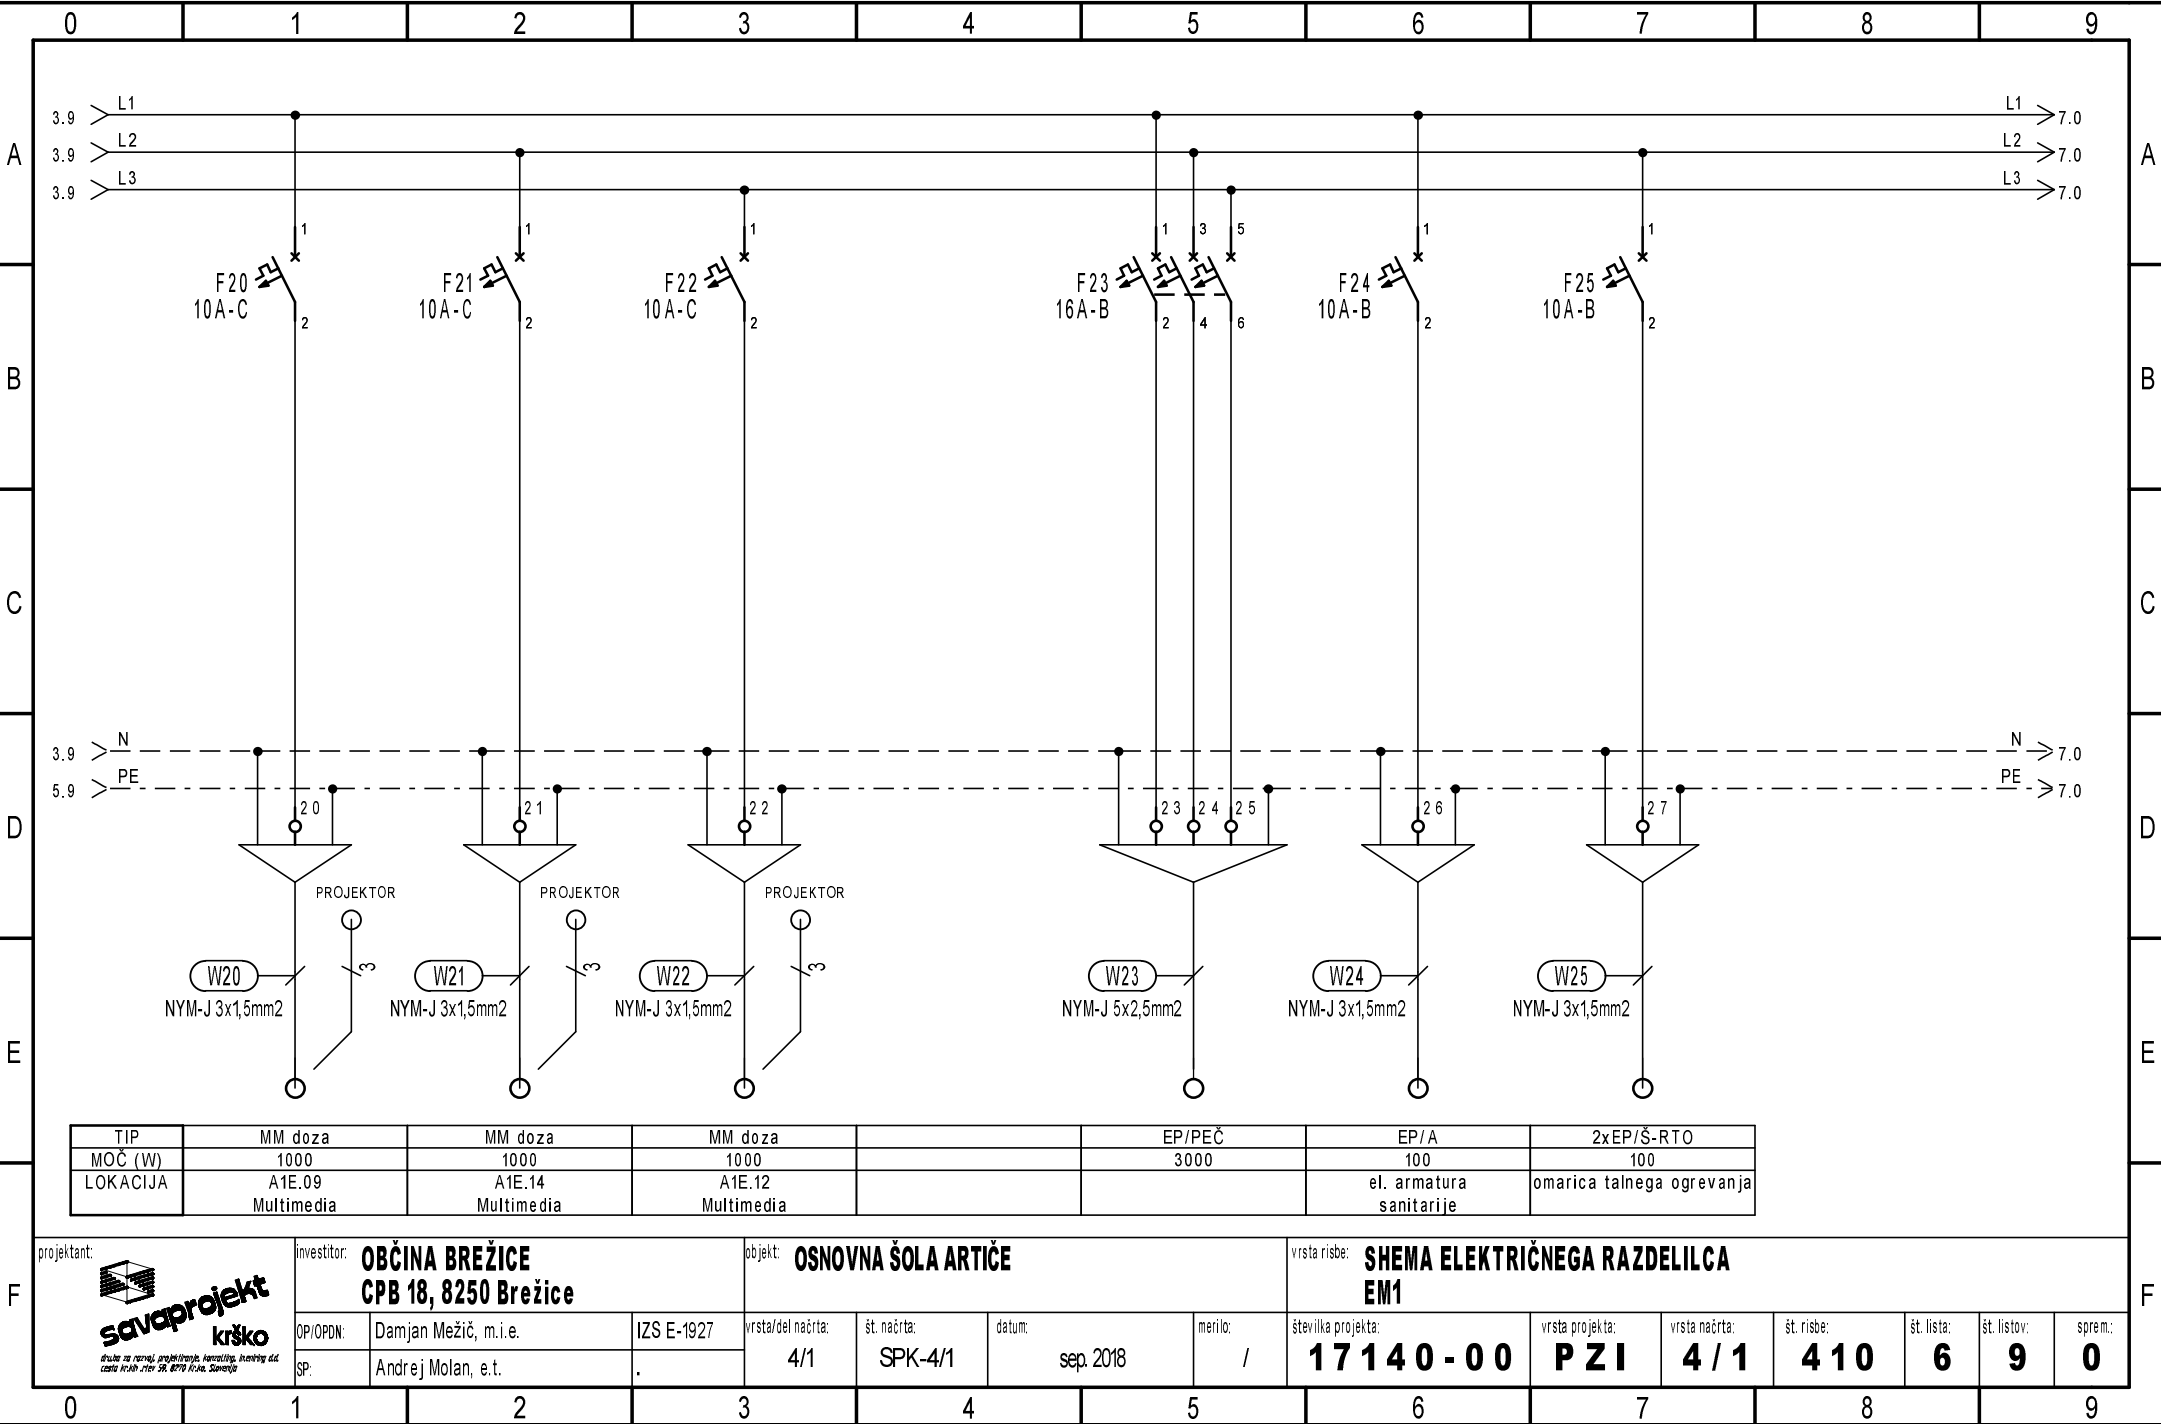 0 1 2 3 4 5 6 7 8 9
3.9 L1 L1 7.0
A 3.9 L2 L2 7.0 A
3.9 L3 L3 7.0
1 1 1 1 3 5 1 1
F20 F21 F22 F23 F24 F25
10A-C 10A-C 10A-C 16A-B 10A-B 10A-B
2 2 2 2 4 6 2 2
B B
C C
3.9 N N 7.0
5.9 PE PE 7.0
20 21 22 23 24 25 26 27
D D
PROJEKTOR PROJEKTOR PROJEKTOR
W20 3 W21 3 W22 3 W23 W24 W25
NYM-J 3x1,5mm2 NYM-J 3x1,5mm2 NYM-J 3x1,5mm2 NYM-J 5x2,5mm2 NYM-J 3x1,5mm2 NYM-J 3x1,5mm2
E E
TIP MM doza MM doza MM doza EP/PEČ EP/A 2xEP/Š-RTO
MOČ (W) 1000 1000 1000 3000 100 100
LOKACIJA A1E.09 A1E.14 A1E.12 el. armatura omarica talnega ogrevanja
Multimedia Multimedia Multimedia sanitarije
projektant: investitor: OBČINA BREŽICE objekt: OSNOVNA ŠOLA ARTIČE vrsta risbe: SHEMA ELEKTRIČNEGA RAZDELILCA
F CPB 18, 8250 Brežice EM1 F
savaprojekt
krško
OP/OPDN: Damjan Mežič, m.i.e. IZS E-1927 vrsta/del načrta: št. načrta: datum: merilo: številka projekta: vrsta projekta: vrsta načrta: št. risbe: št. lista: št. listov: sprem.:
4/1 SPK-4/1 sep. 2018 / 17140-00 PZI 4/1 410 6 9 0
SP: Andrej Molan, e.t. .
0 1 2 3 4 5 6 7 8 9